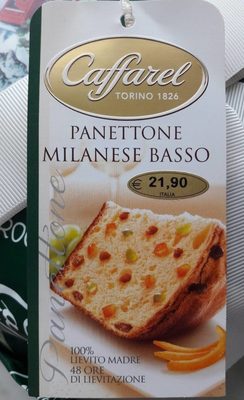 Caffarel
TORINO 1826
PANETTONE
MILANESE BASSO
€ 21,90
ITALIA
Panettone
100%
LIEVITO MADRE
48 ORE
DI LIEVITAZIONE